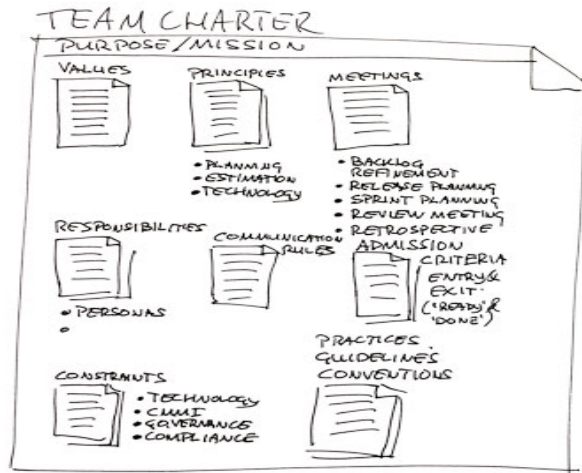 TEAM CHARTER
PURPOSE/MISSION
VALUES
PRINCIPLES
• PLANNING
• ESTIMATION
• TECHNOLOGY
MEETINGS
• BACKLOG
REFINEMENT
• RELEASE PLANNING
• SPRINT PLANNING
• REVIEW MEETING
• RETROSPECTIVE
RESPONSIBILITIES
• PERSONAS
•
COMMUNICATION
RULES
ADMISSION
CRITERIA
ENTRY &
EXIT
('READY' &
'DONE')
CONSTRAINTS
• TECHNOLOGY
• CMMI
• GOVERNANCE
• COMPLIANCE
PRACTICES
GUIDELINES
CONVENTIONS